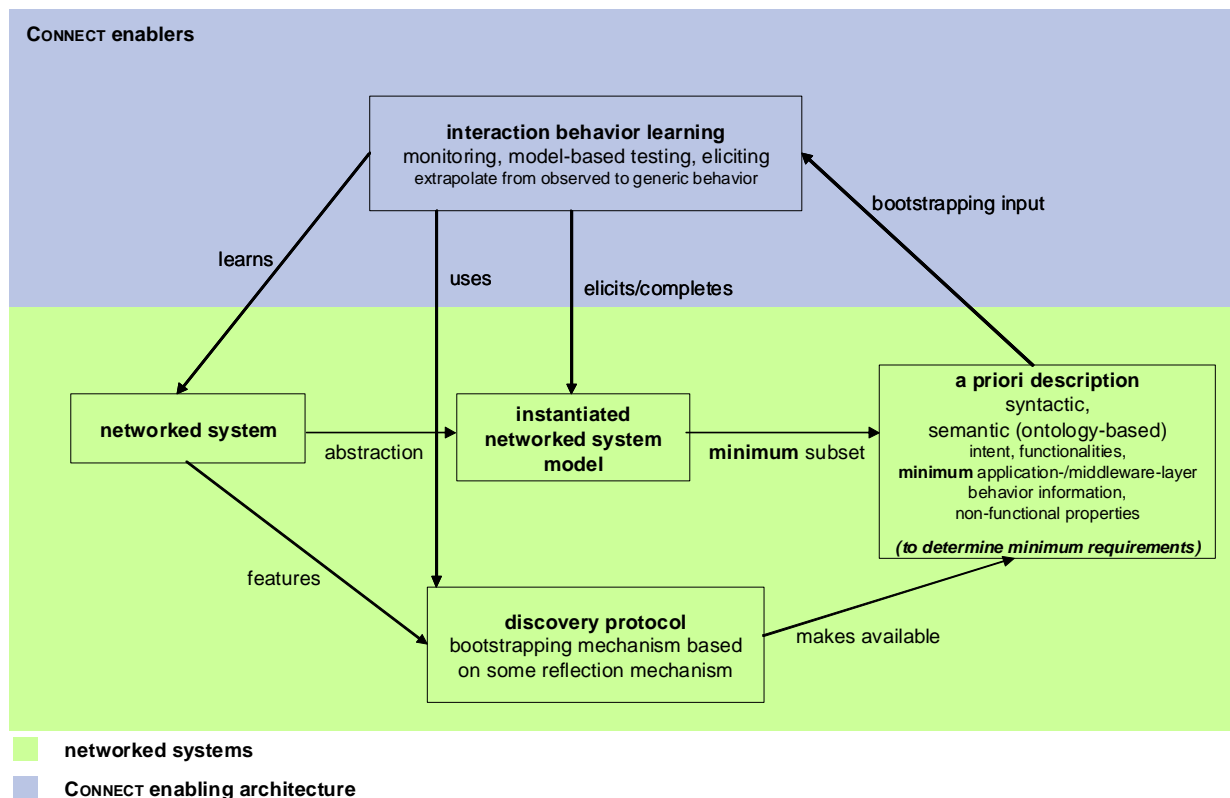 CONNECT enablers
interaction behavior learning
monitoring, model-based testing, eliciting
extrapolate from observed to generic behavior
bootstrapping input
learns
uses
elicits/completes
networked system
abstraction
instantiated
networked system
model
minimum subset
a priori description
syntactic,
semantic (ontology-based)
intent, functionalities,
minimum application-/middleware-layer
behavior information,
non-functional properties
(to determine minimum requirements)
features
discovery protocol
bootstrapping mechanism based
on some reflection mechanism
makes available
networked systems
CONNECT enabling architecture